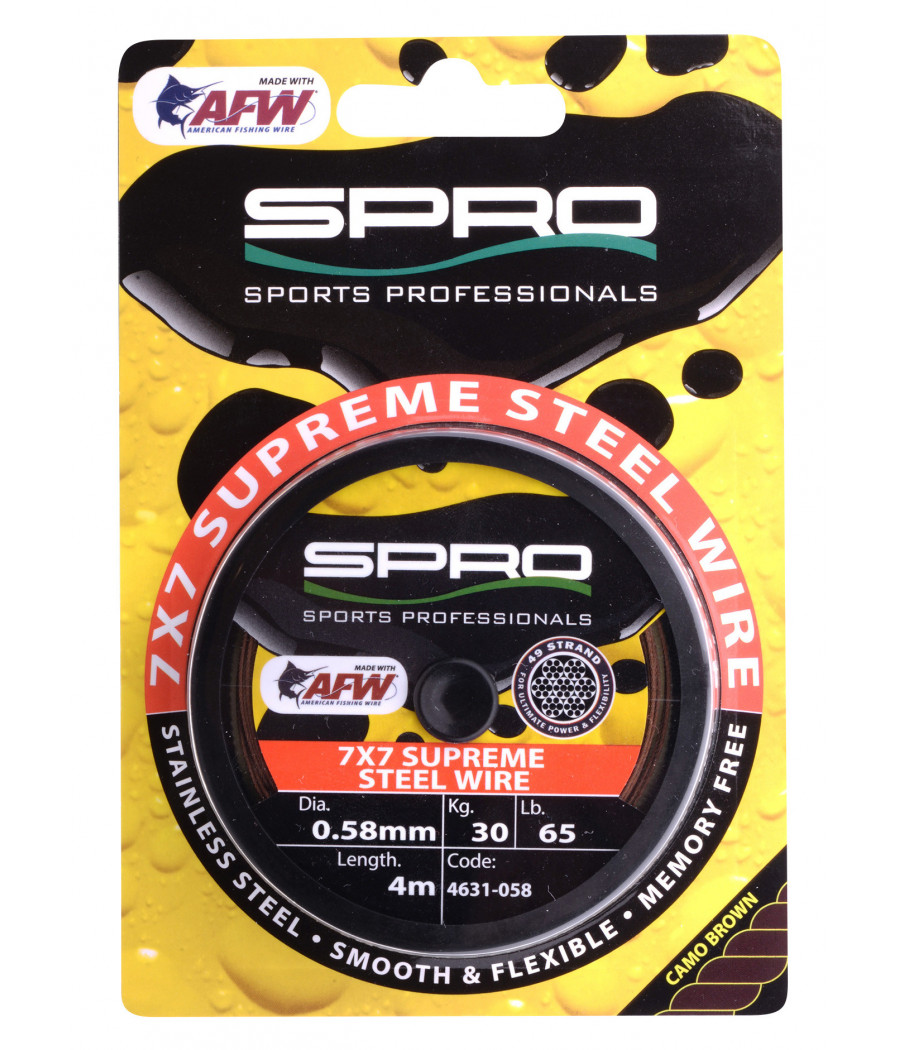 MADE WITH
AFW
AMERICAN FISHING WIRE
SPRO
SPORTS PROFESSIONALS
7X7 SUPREME STEEL WIRE
SPRO
SPORTS PROFESSIONALS
MADE WITH
AFW
AMERICAN FISHING WIRE
49 STRAND
FOR ULTIMATE POWER & FLEXIBILITY
7X7 SUPREME
STEEL WIRE
Dia. Kg. Lb.
0.58mm 30 65
Length. Code:
4m 4631-058
STAINLESS STEEL • SMOOTH & FLEXIBLE • MEMORY FREE
CAMO BROWN